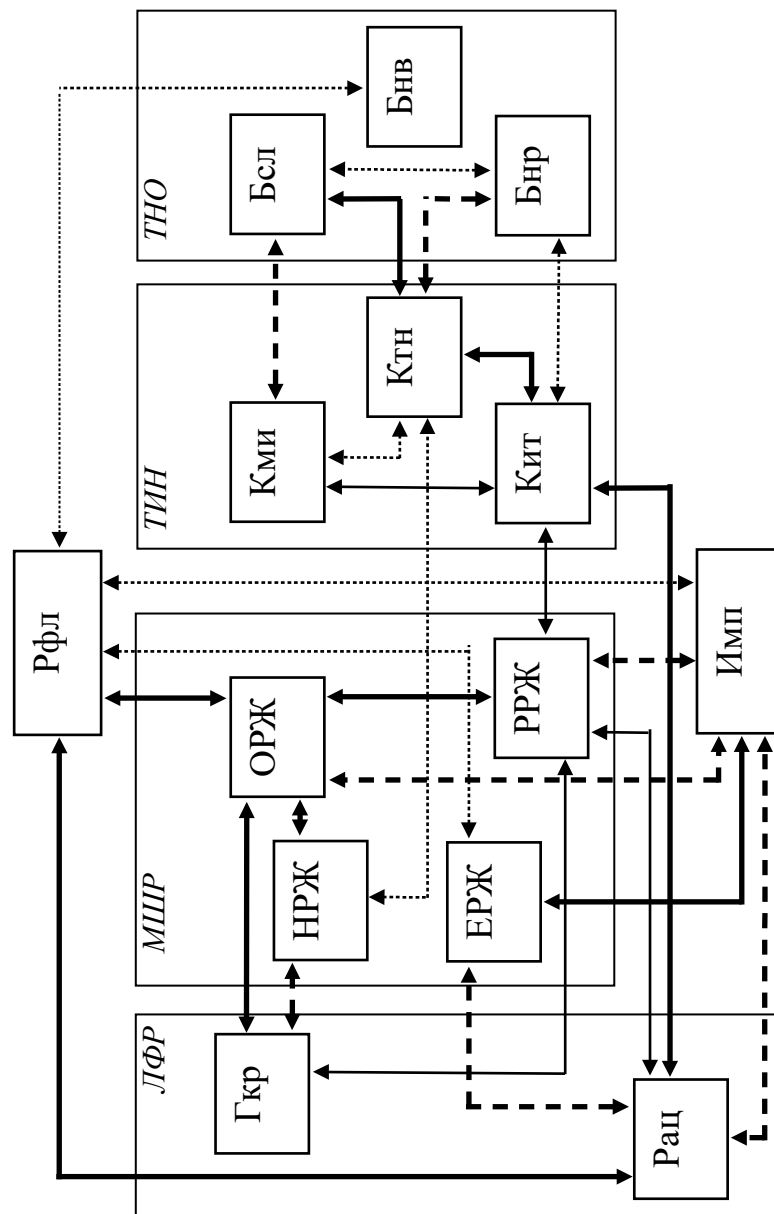 ЛФР
МШР
ТИН
ТНО
Гкр
НРЖ
ОРЖ
Кми
Бсл
Ктн
Бнв
ЕРЖ
РРЖ
Кит
Бнр
Рац
Имп
Рфл